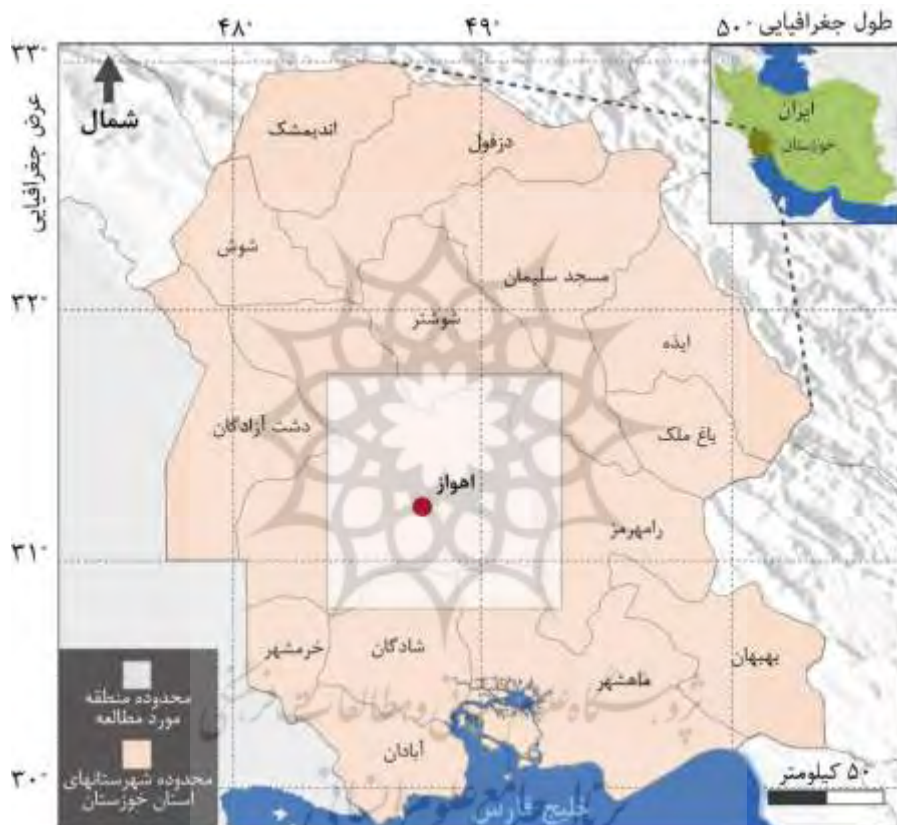 طول جغرافیایی ۵۰°
۴۹°
۴۸°
۳۳°
۳۲°
۳۱°
۳۰°
عرض جغرافیایی
شمال
ایران
خوزستان
اندیمشک
دزفول
شوش
مسجد سلیمان
شوشتر
ایذه
دشت آزادگان
باغ ملک
اهواز
رامهرمز
خرمشهر
شادگان
ماهشهر
بهبهان
آبادان
خلیج فارس
محدوده منطقه
مورد مطالعه
محدوده شهرستانهای
استان خوزستان
۵۰ کیلومتر